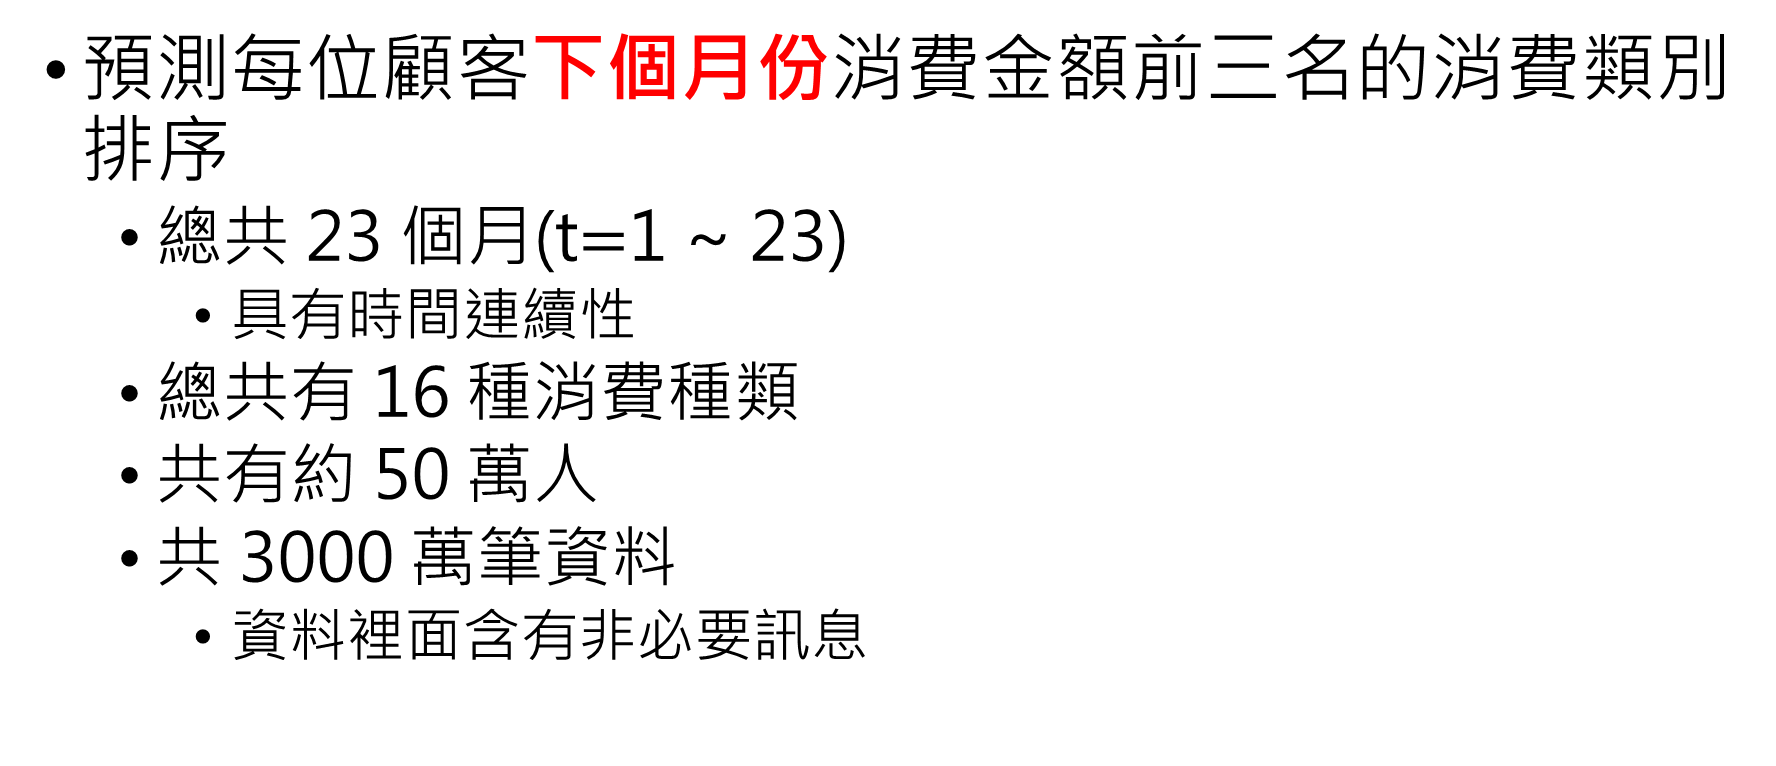 • 預測每位顧客下個月份消費金額前三名的消費類別
排序
• 總共 23 個月(t=1 ~ 23)
• 具有時間連續性
• 總共有 16 種消費種類
• 共有約 50 萬人
• 共 3000 萬筆資料
• 資料裡面含有非必要訊息